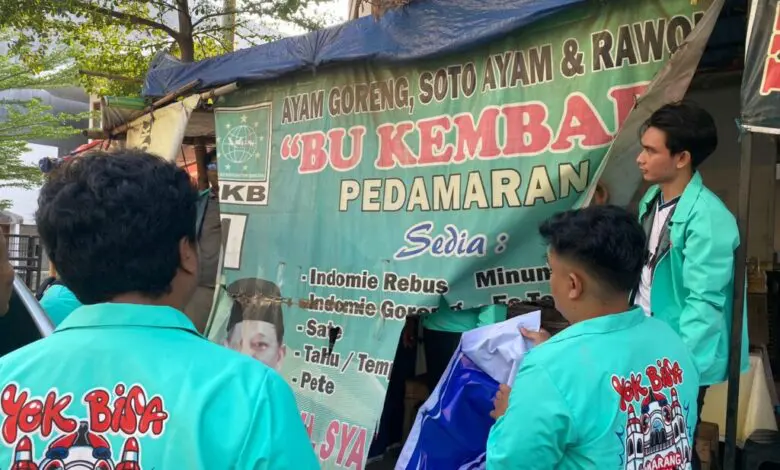 AYAM GORENG, SOTO AYAM & RAWON
"BU KEMBAR
PEDAMARAN
KB
Sedia :
- Indomie Rebus
- Indomie Goreng
- Sate
- Tahu / Tem
- Pete
Minum
YoK BiSA
YoK BiSA